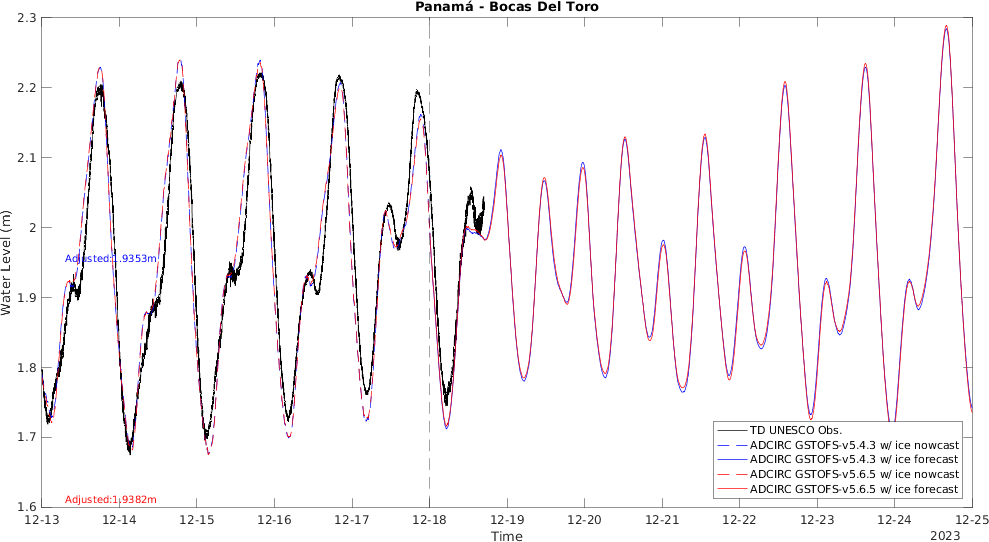 Panamá - Bocas Del Toro
2.3
2.2
2.1
2
1.9
1.8
1.7
1.6
Water Level (m)
Adjusted:1.9353m
Adjusted:1.9382m
TD UNESCO Obs.
ADCIRC GSTOFS-v5.4.3 w/ ice nowcast
ADCIRC GSTOFS-v5.4.3 w/ ice forecast
ADCIRC GSTOFS-v5.6.5 w/ ice nowcast
ADCIRC GSTOFS-v5.6.5 w/ ice forecast
12-13 12-14 12-15 12-16 12-17 12-18 12-19 12-20 12-21 12-22 12-23 12-24 12-25
Time
2023